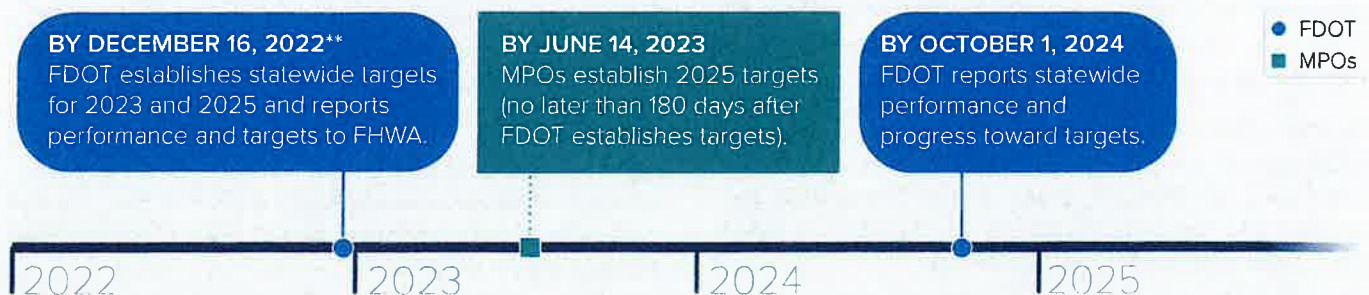 BY DECEMBER 16, 2022**
FDOT establishes statewide targets
for 2023 and 2025 and reports
performance and targets to FHWA.
BY JUNE 14, 2023
MPOs establish 2025 targets
(no later than 180 days after
FDOT establishes targets).
BY OCTOBER 1, 2024
FDOT reports statewide
performance and
progress toward targets.
FDOT
MPOs
2022
2023
2024
2025